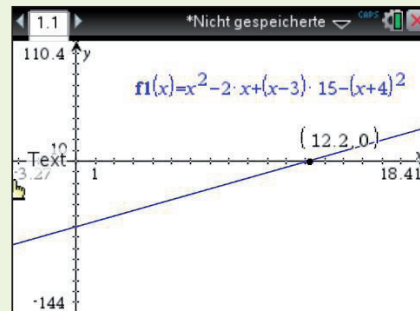 1.1 *Nicht gespeicherte CAPS
110.4 y
f1(x)=x²−2·x+(x−3)·15−(x+4)²
(12.2,0)
10
Text x
-3.27 1 18.41
-144